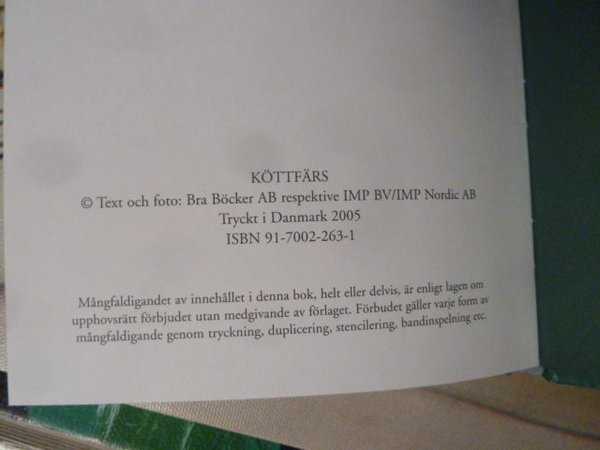 KÖTTFÄRS
© Text och foto: Bra Böcker AB respektive IMP BV/IMP Nordic AB
Tryckt i Danmark 2005
ISBN 91-7002-263-1
Mångfaldigandet av innehållet i denna bok, helt eller delvis, är enligt lagen om
upphovsrätt förbjudet utan medgivande av förlaget. Förbudet gäller varje form av
mångfaldigande genom tryckning, duplicering, stencilering, bandinspelning etc.